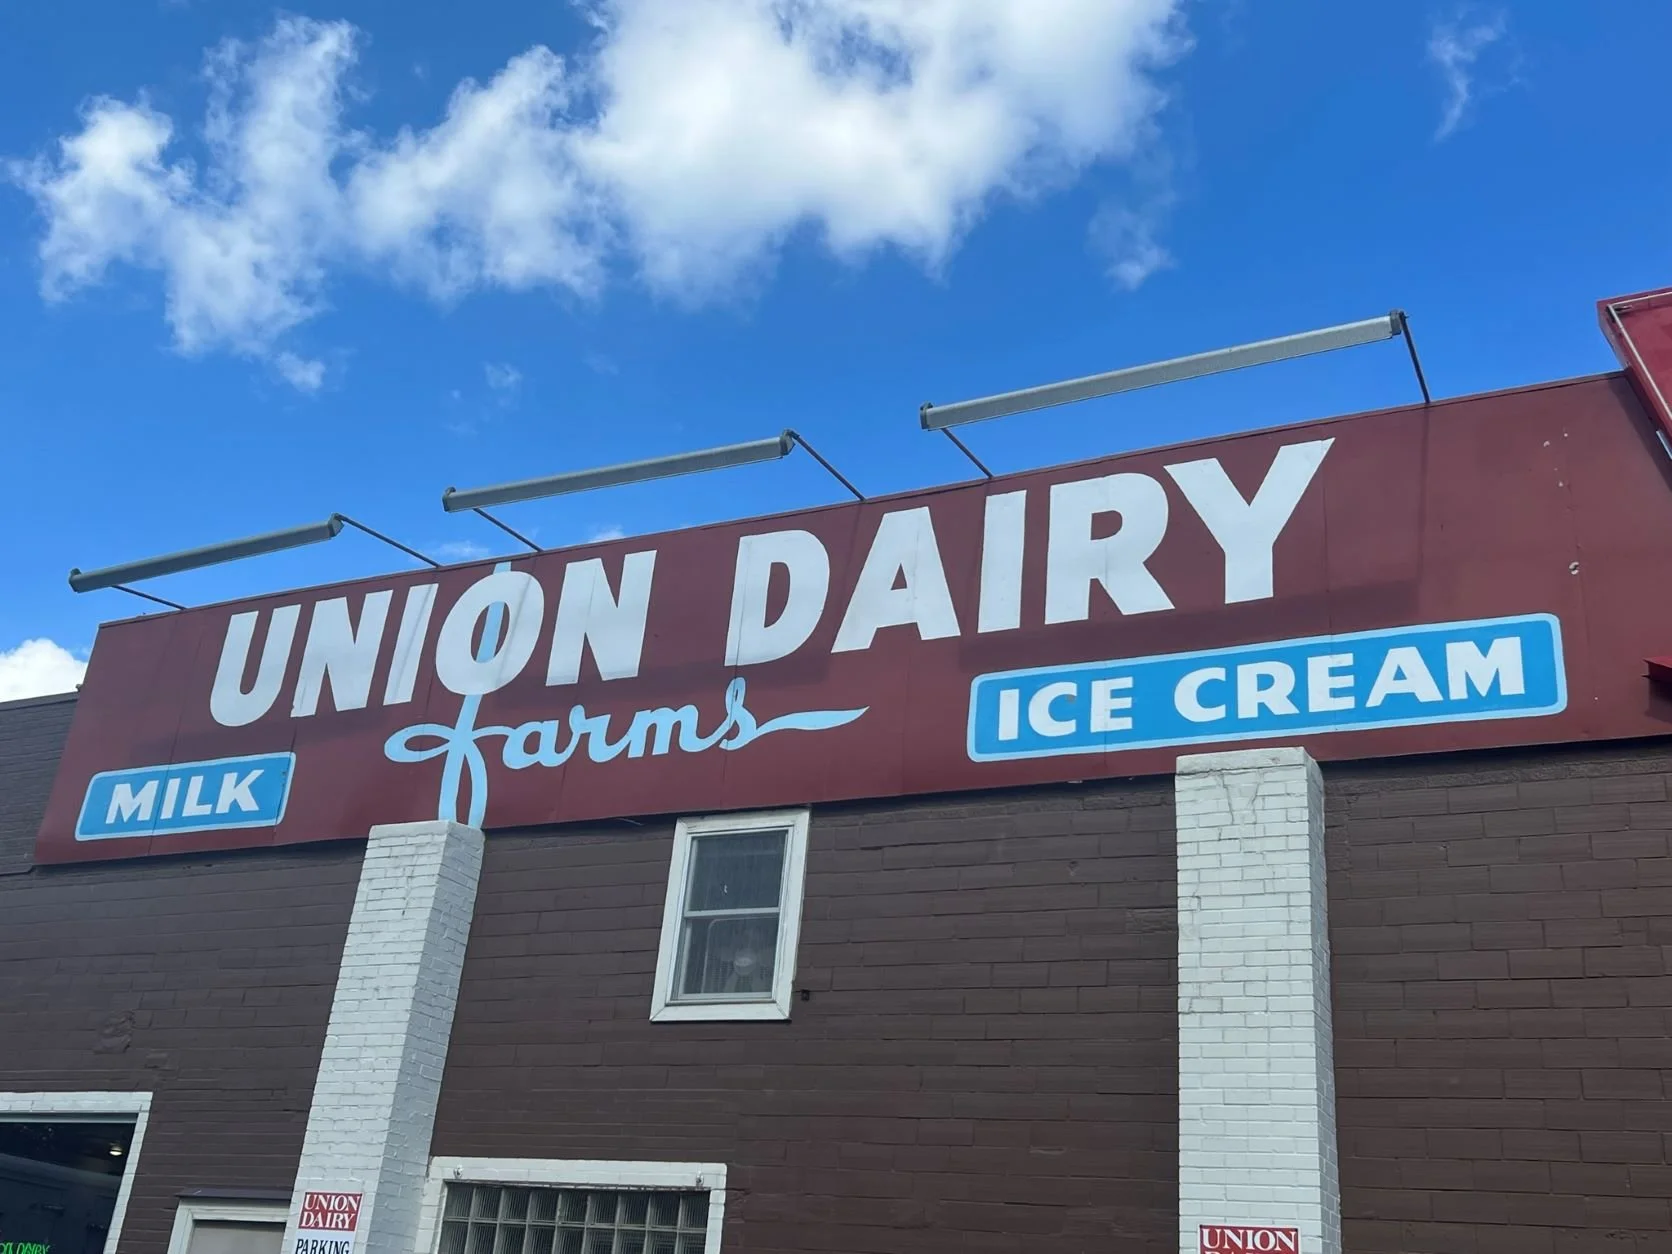 UNION DAIRY
farms
MILK
ICE CREAM
UNION
DAIRY
PARKING
UNION